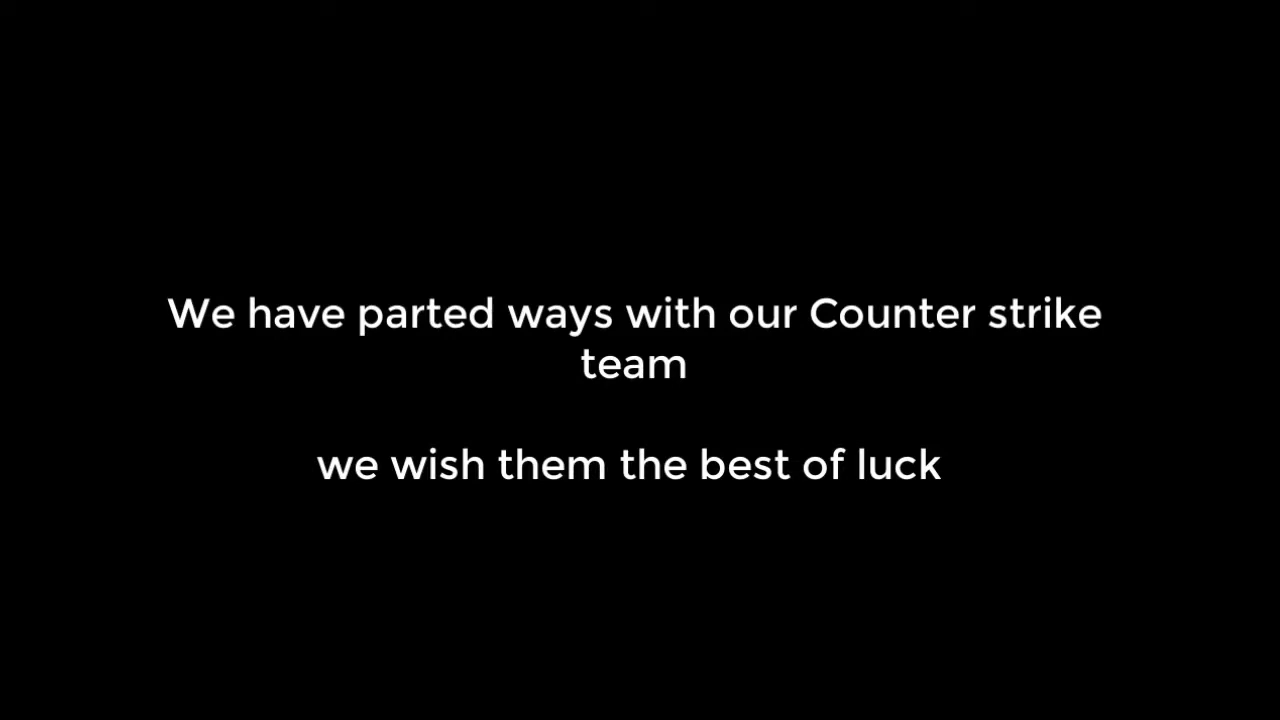 We have parted ways with our Counter strike
team
we wish them the best of luck